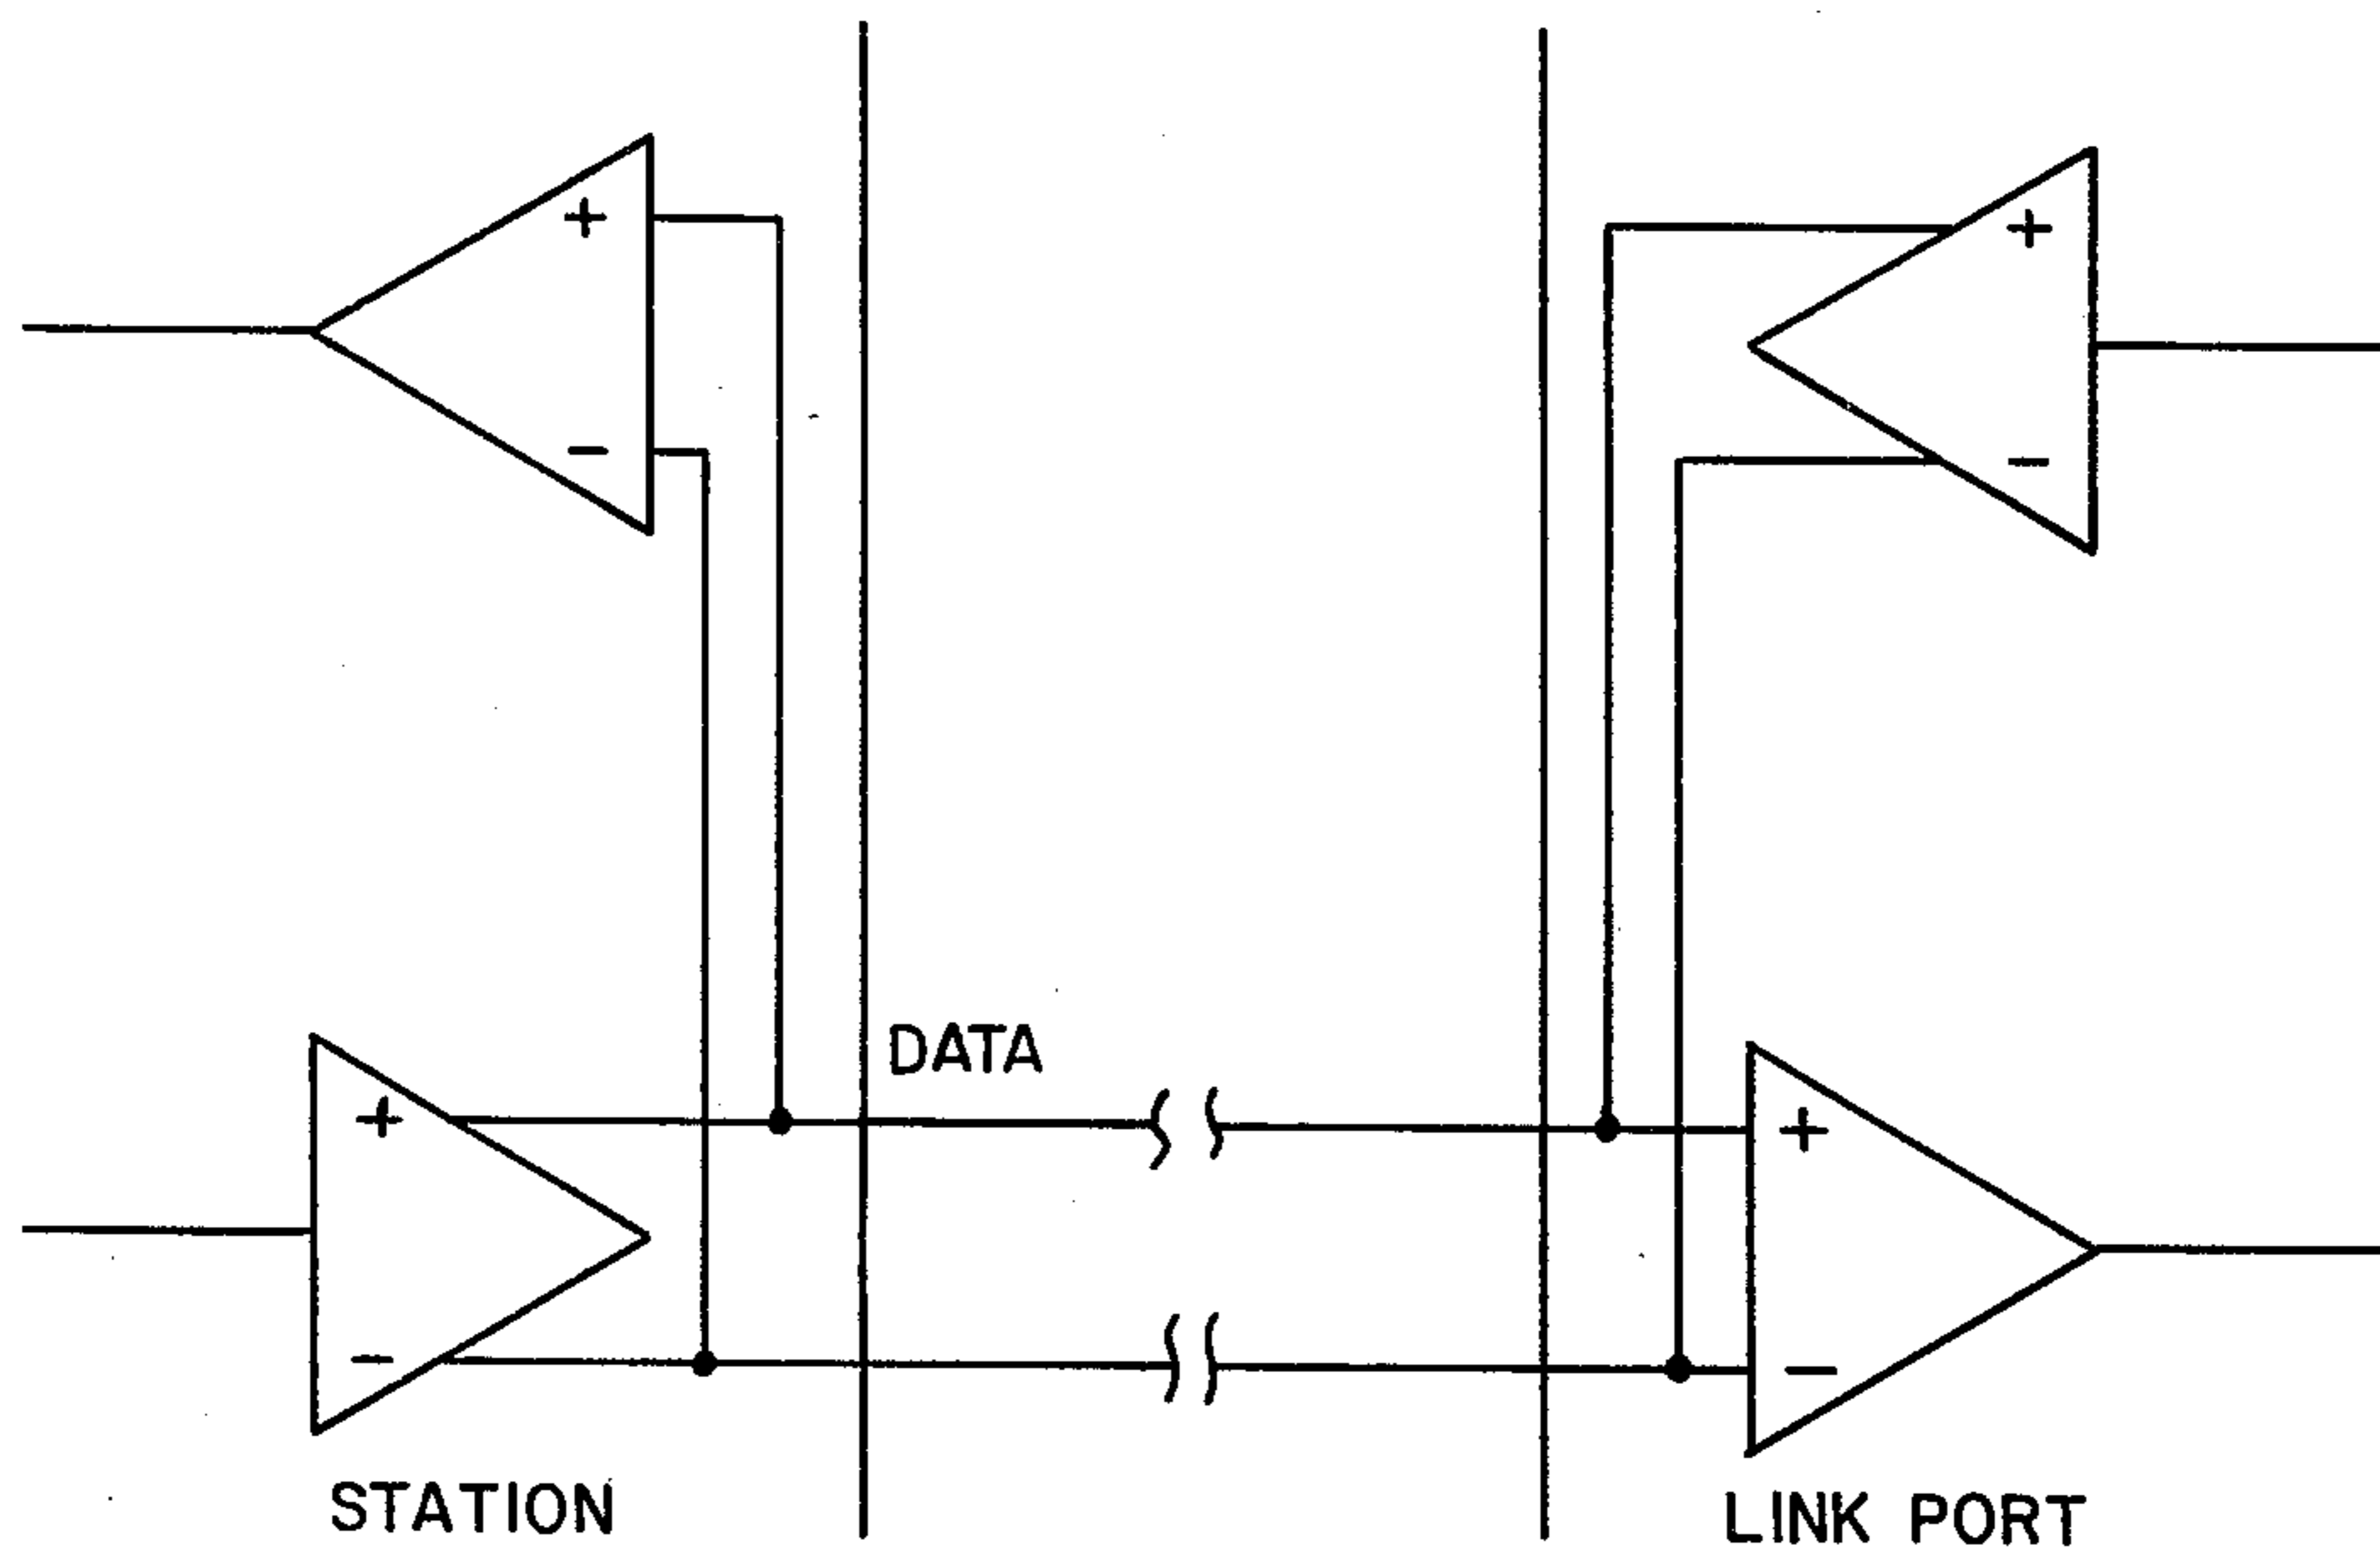 +
+
−
−
DATA
+
+
−
−
STATION
LINK PORT